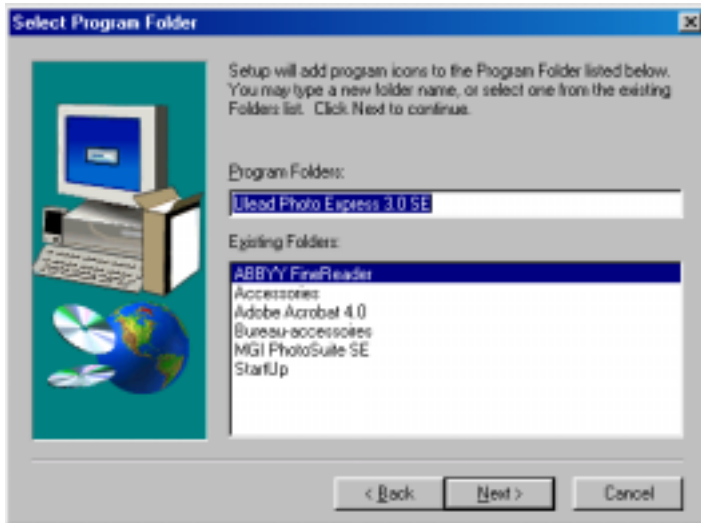 Select Program Folder
Setup will add program icons to the Program Folder listed below.
You may type a new folder name, or select one from the existing
Folders list. Click Next to continue.
Program Folders:
Ulead Photo Express 3.0 SE
Existing Folders:
ABBYY FineReader
Accessories
Adobe Acrobat 4.0
Bureau-accessoires
MGI PhotoSuite SE
StartUp
< Back
Next >
Cancel